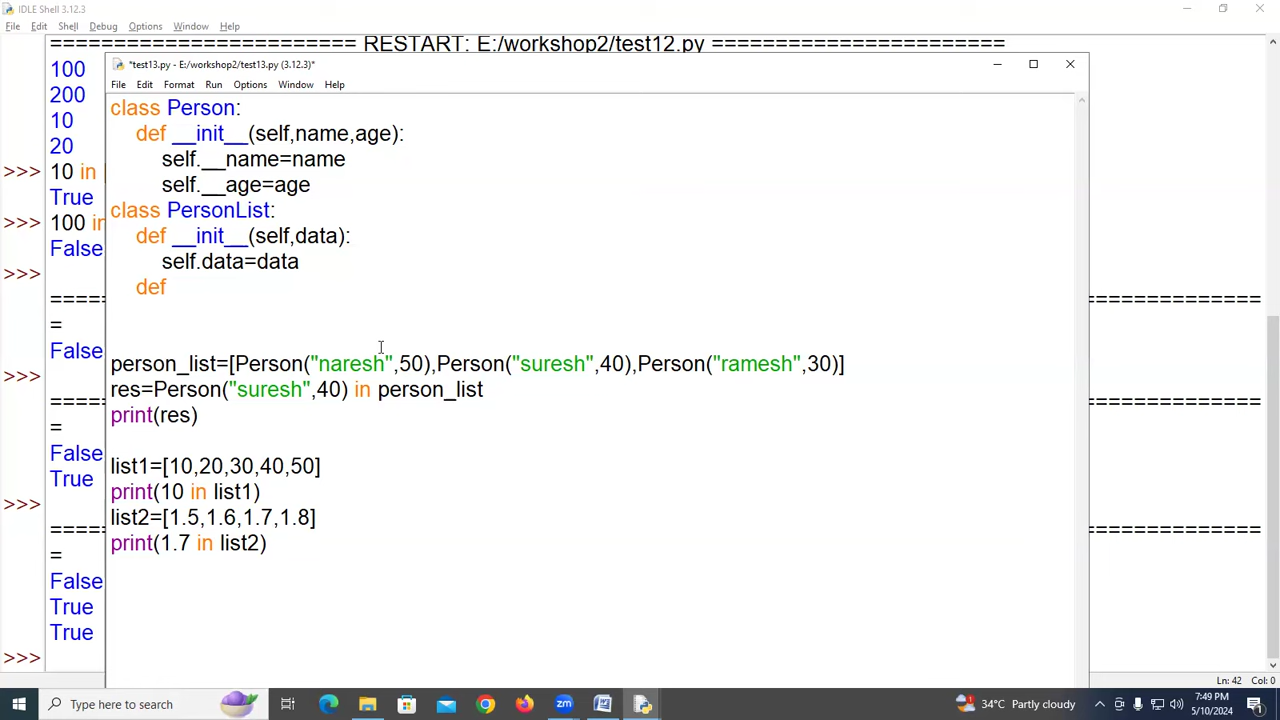 IDLE Shell 3.12.3
File Edit Shell Debug Options Window Help
======================== RESTART: E:/workshop2/test12.py =======================
100
200
10
20
>>> 10 in
True
>>> 100 in
False
>>>
=
False
>>>
=
False
True
>>>
=
False
True
True
>>>
*test13.py - E:/workshop2/test13.py (3.12.3)*
File Edit Format Run Options Window Help
class Person:
    def __init__(self,name,age):
        self.__name=name
        self.__age=age
class PersonList:
    def __init__(self,data):
        self.data=data
    def
person_list=[Person("naresh",50),Person("suresh",40),Person("ramesh",30)]
res=Person("suresh",40) in person_list
print(res)
list1=[10,20,30,40,50]
print(10 in list1)
list2=[1.5,1.6,1.7,1.8]
print(1.7 in list2)
Ln: 42 Col: 0
Type here to search
34°C Partly cloudy
7:49 PM
5/10/2024